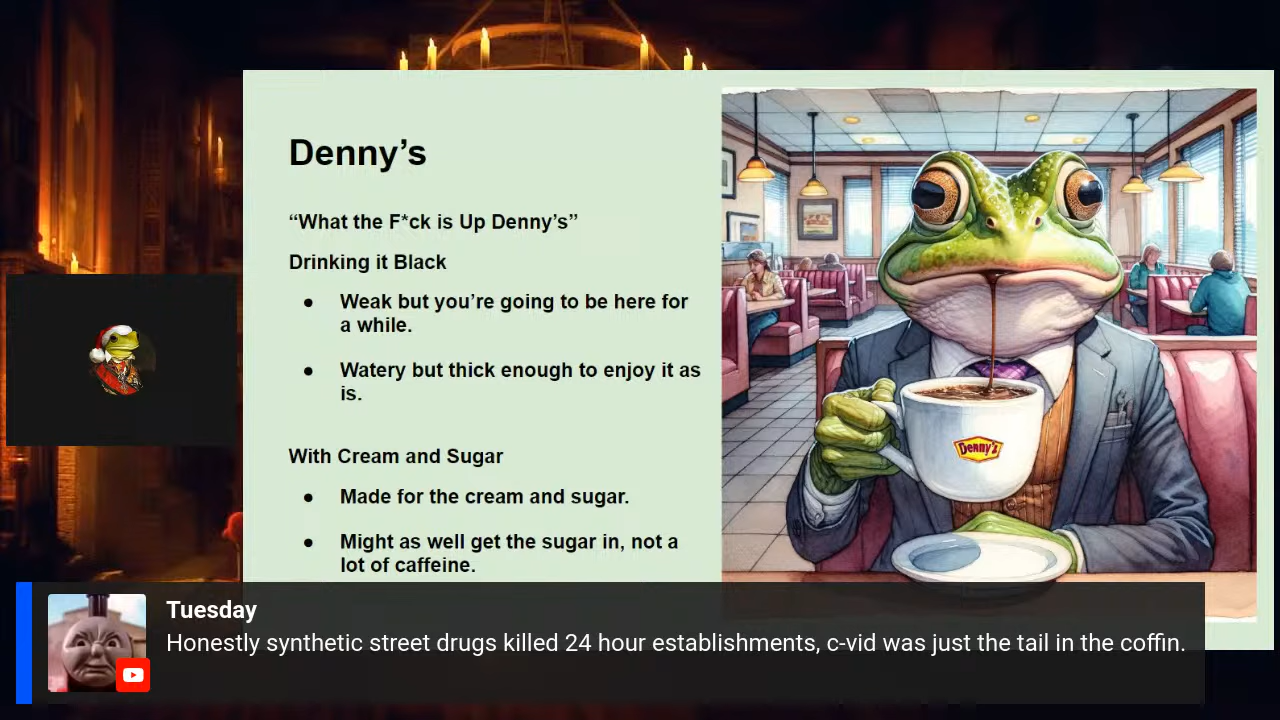 Denny’s
“What the F*ck is Up Denny’s”
Drinking it Black
● Weak but you’re going to be here for
a while.
● Watery but thick enough to enjoy it as
is.
With Cream and Sugar
● Made for the cream and sugar.
● Might as well get the sugar in, not a
lot of caffeine.
Denny's
Tuesday
Honestly synthetic street drugs killed 24 hour establishments, c-vid was just the tail in the coffin.